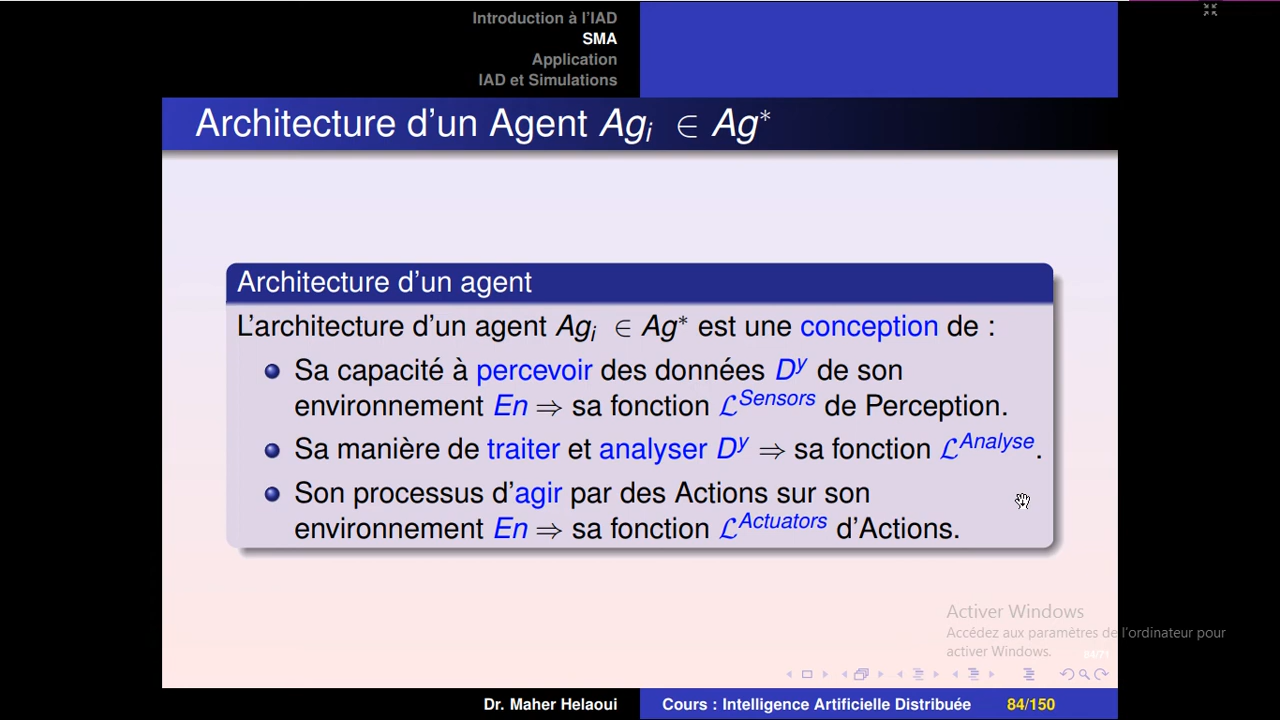 Introduction à l'IAD
SMA
Application
IAD et Simulations
Architecture d'un Agent Agᵢ ∈ Ag*
Architecture d'un agent
L'architecture d'un agent Agᵢ ∈ Ag* est une conception de :
Sa capacité à percevoir des données Dʸ de son
environnement En ⇒ sa fonction ℒ^Sensors de Perception.
Sa manière de traiter et analyser Dʸ ⇒ sa fonction ℒ^Analyse.
Son processus d'agir par des Actions sur son
environnement En ⇒ sa fonction ℒ^Actuators d'Actions.
Activer Windows
Accédez aux paramètres de l'ordinateur pour
activer Windows.
Dr. Maher Helaoui
Cours : Intelligence Artificielle Distribuée
84/150